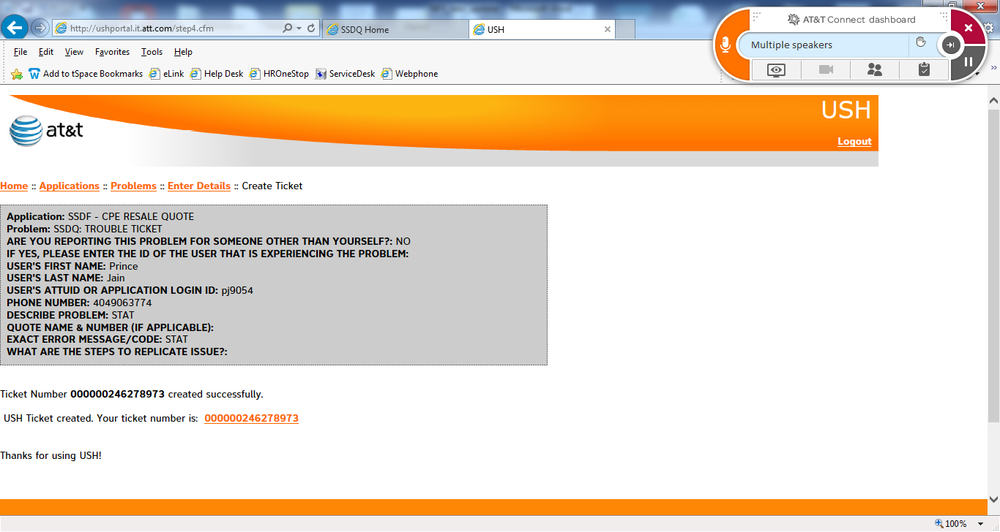 http://ushportal.it.att.com/step4.cfm
SSDQ Home
USH
AT&T Connect dashboard
Multiple speakers
File Edit View Favorites Tools Help
Add to tSpace Bookmarks eLink Help Desk HROneStop ServiceDesk Webphone
USH
at&t
Logout
Home :: Applications :: Problems :: Enter Details :: Create Ticket
Application: SSDF - CPE RESALE QUOTE
Problem: SSDQ: TROUBLE TICKET
ARE YOU REPORTING THIS PROBLEM FOR SOMEONE OTHER THAN YOURSELF?: NO
IF YES, PLEASE ENTER THE ID OF THE USER THAT IS EXPERIENCING THE PROBLEM:
USER'S FIRST NAME: Prince
USER'S LAST NAME: Jain
USER'S ATTUID OR APPLICATION LOGIN ID: pj9054
PHONE NUMBER: 4049063774
DESCRIBE PROBLEM: STAT
QUOTE NAME & NUMBER (IF APPLICABLE):
EXACT ERROR MESSAGE/CODE: STAT
WHAT ARE THE STEPS TO REPLICATE ISSUE?:
Ticket Number 000000246278973 created successfully.
USH Ticket created. Your ticket number is: 000000246278973
Thanks for using USH!
100%